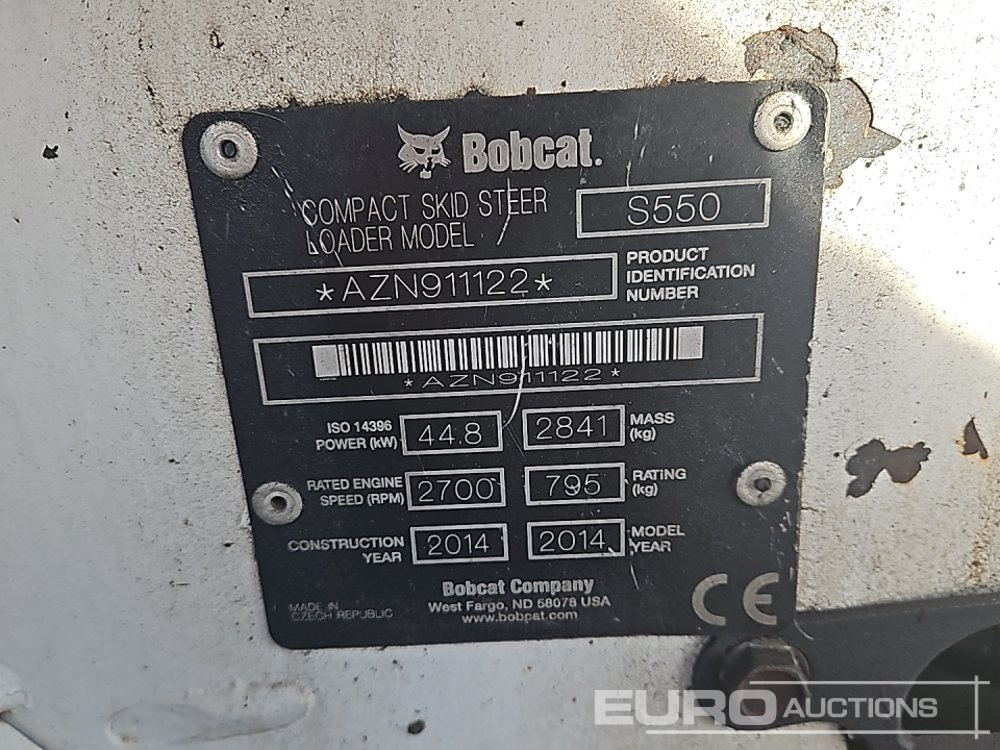 Bobcat.
COMPACT SKID STEER
LOADER MODEL
S550
*AZN911122*
PRODUCT
IDENTIFICATION
NUMBER
*AZN911122*
ISO 14396
POWER (kW)
44.8
2841
MASS
(kg)
RATED ENGINE
SPEED (RPM)
2700
795
RATING
(kg)
CONSTRUCTION
YEAR
2014
2014
MODEL
YEAR
Bobcat Company
West Fargo, ND 58078 USA
www.bobcat.com
MADE IN
CZECH REPUBLIC
CE
EURO AUCTIONS